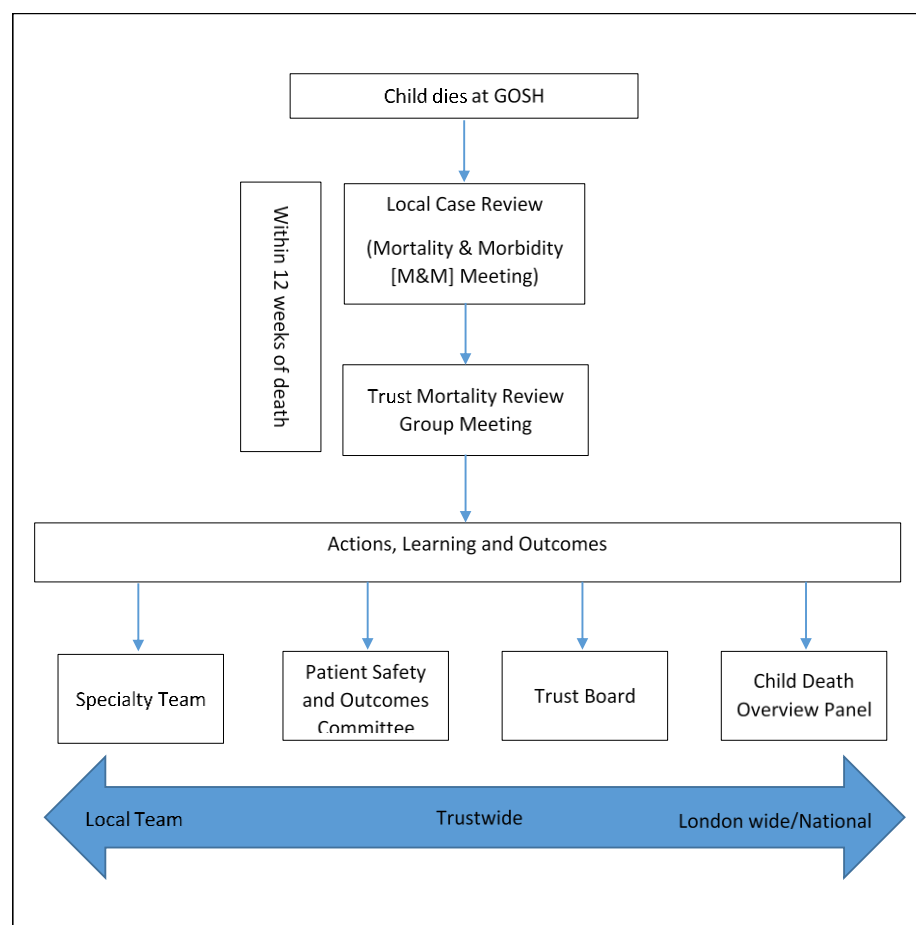 Child dies at GOSH
Within 12 weeks of death
Local Case Review
(Mortality & Morbidity
[M&M] Meeting)
Trust Mortality Review
Group Meeting
Actions, Learning and Outcomes
Specialty Team
Patient Safety
and Outcomes
Committee
Trust Board
Child Death
Overview Panel
Local Team
Trustwide
London wide/National